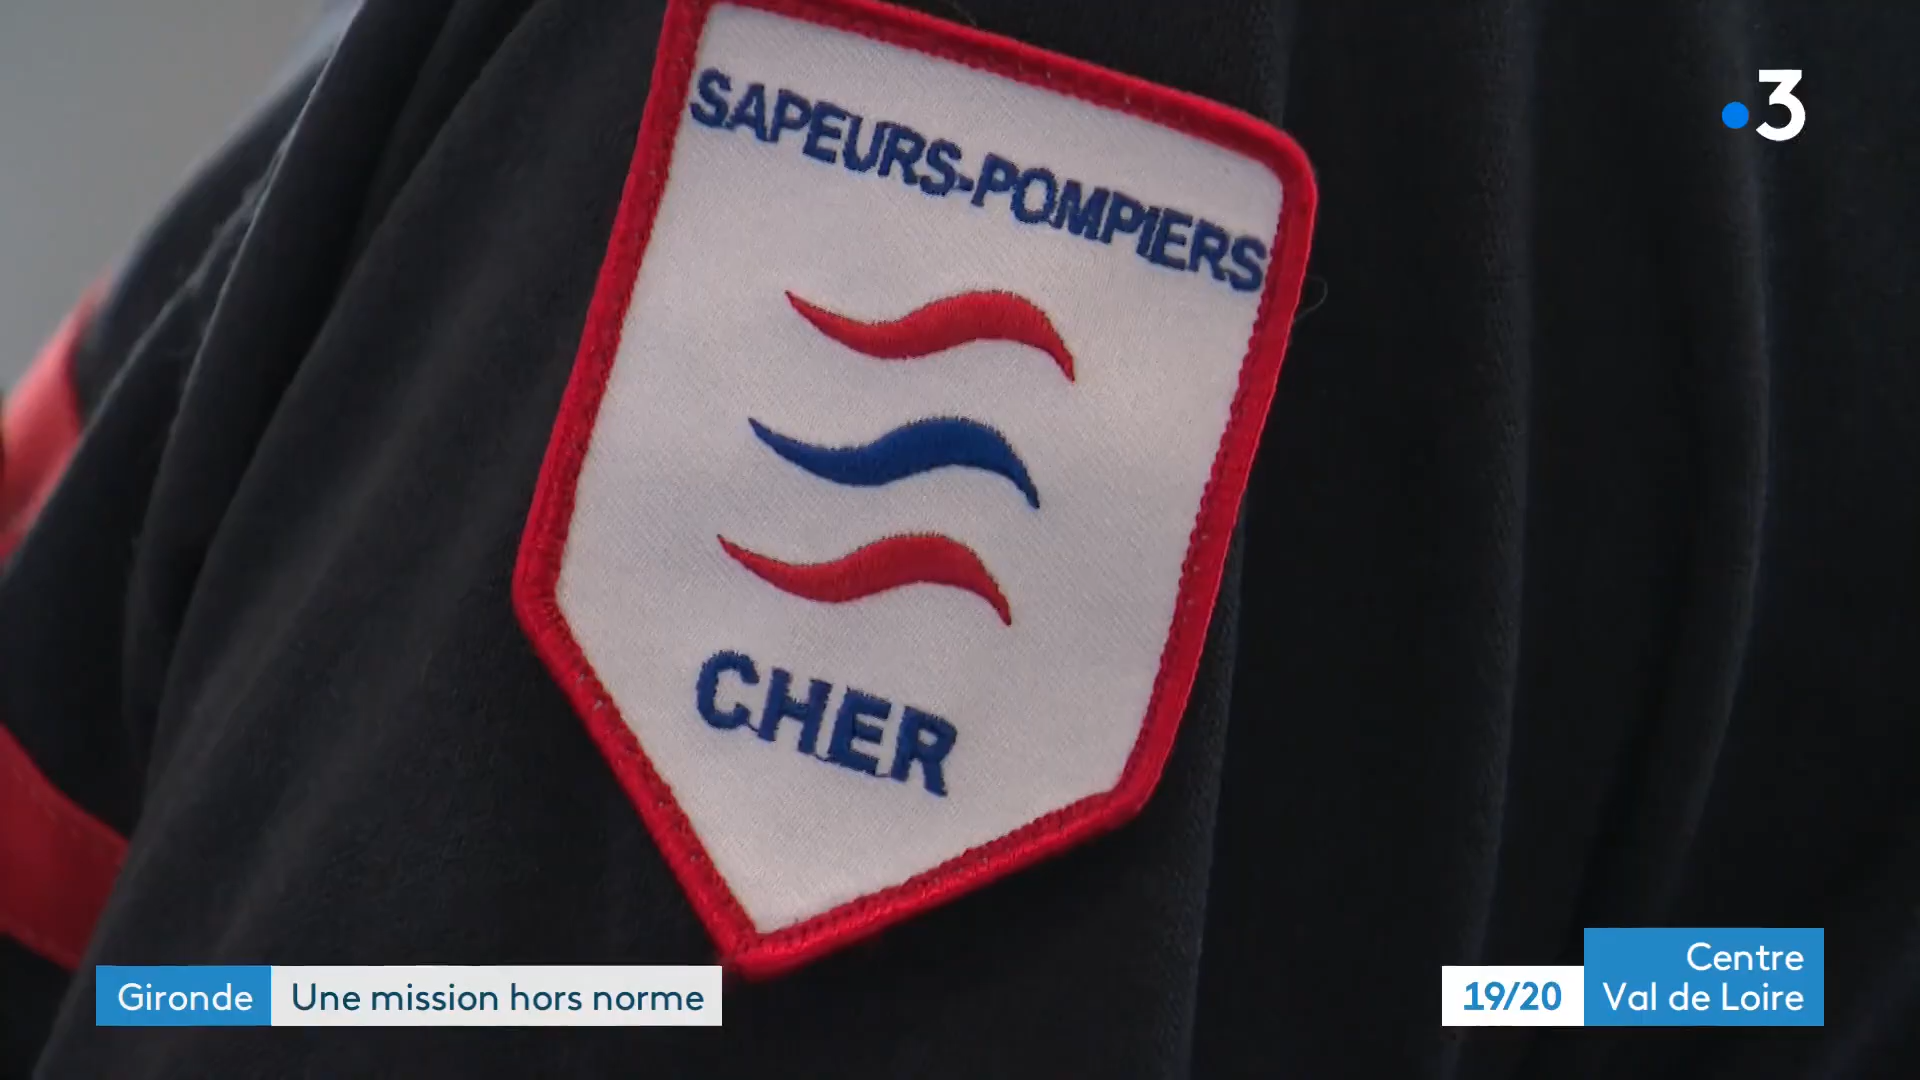 SAPEURS-POMPIERS
CHER
3
Gironde
Une mission hors norme
19/20
Centre
Val de Loire